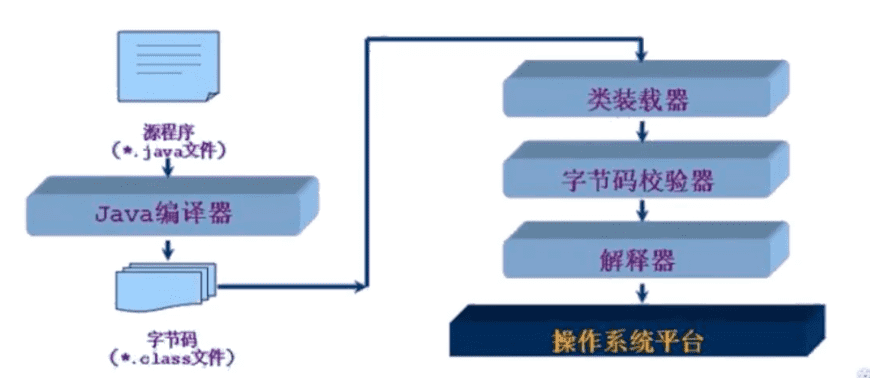 源程序
(*.java文件)
Java编译器
字节码
(*.class文件)
类装载器
字节码校验器
解释器
操作系统平台